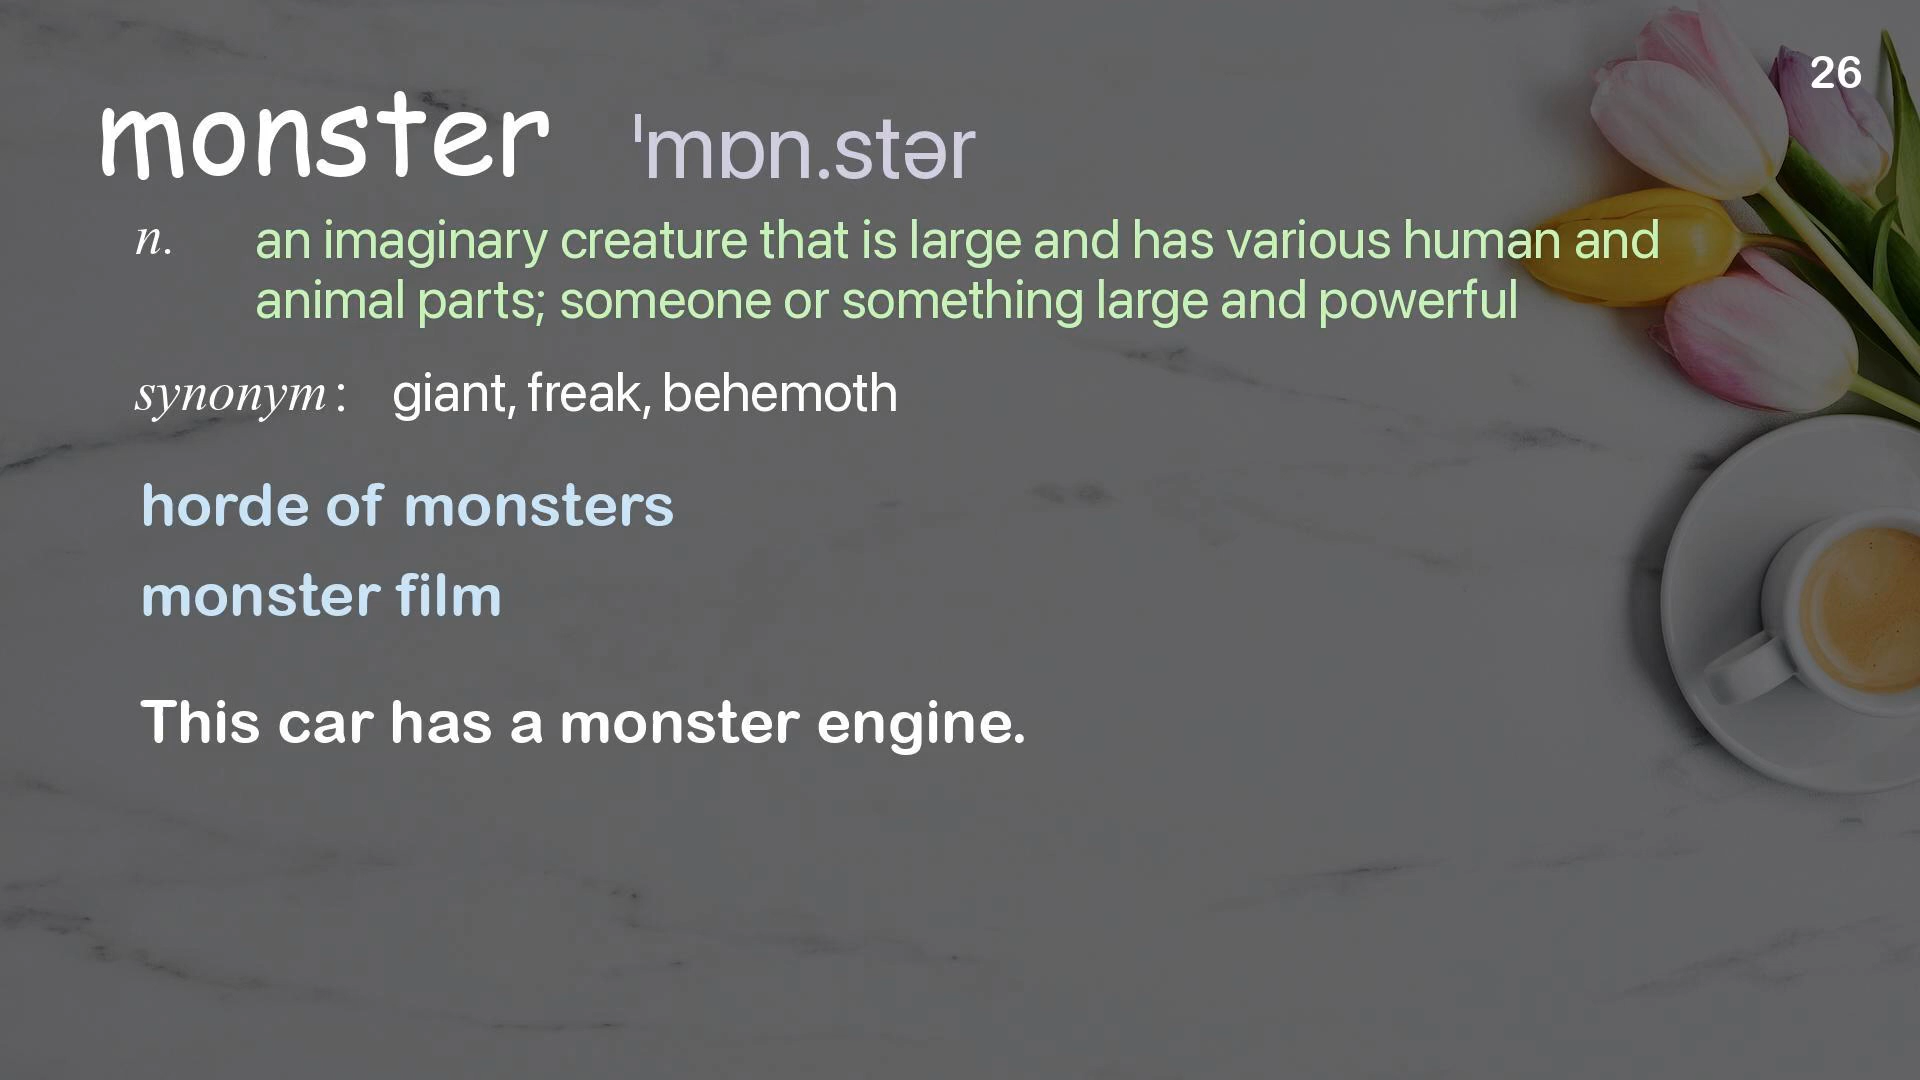 26
monster ˈmɒn.stər
n. an imaginary creature that is large and has various human and
animal parts; someone or something large and powerful
synonym: giant, freak, behemoth
horde of monsters
monster film
This car has a monster engine.